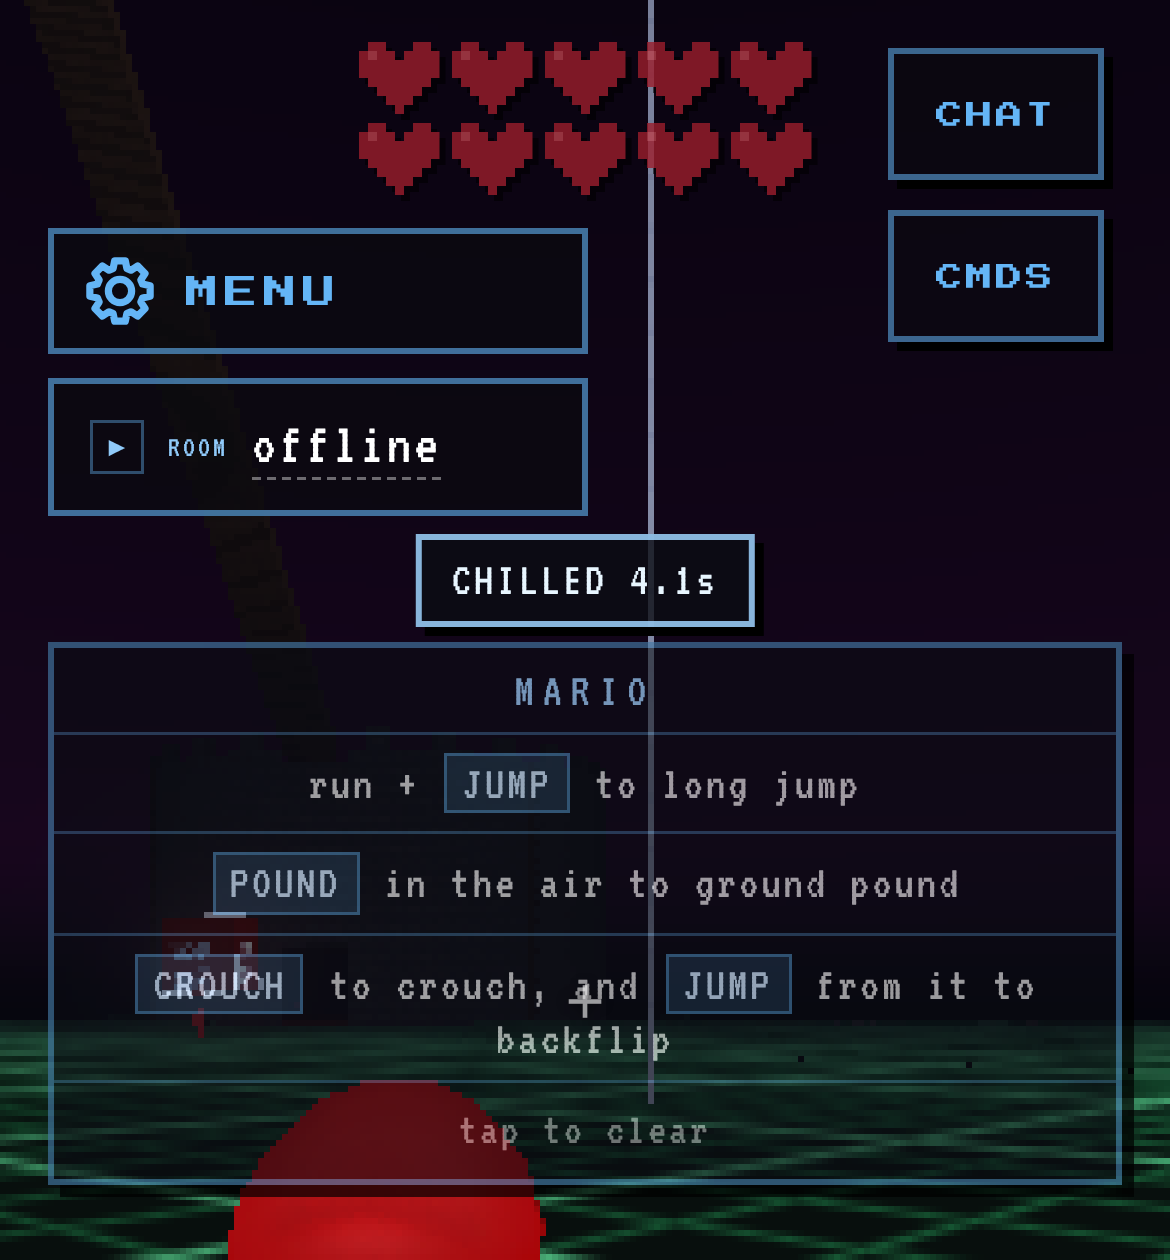 CHAT
MENU
CMDS
ROOM offline
CHILLED 4.1s
MARIO
run + JUMP to long jump
POUND in the air to ground pound
CROUCH to crouch, and JUMP from it to
backflip
tap to clear